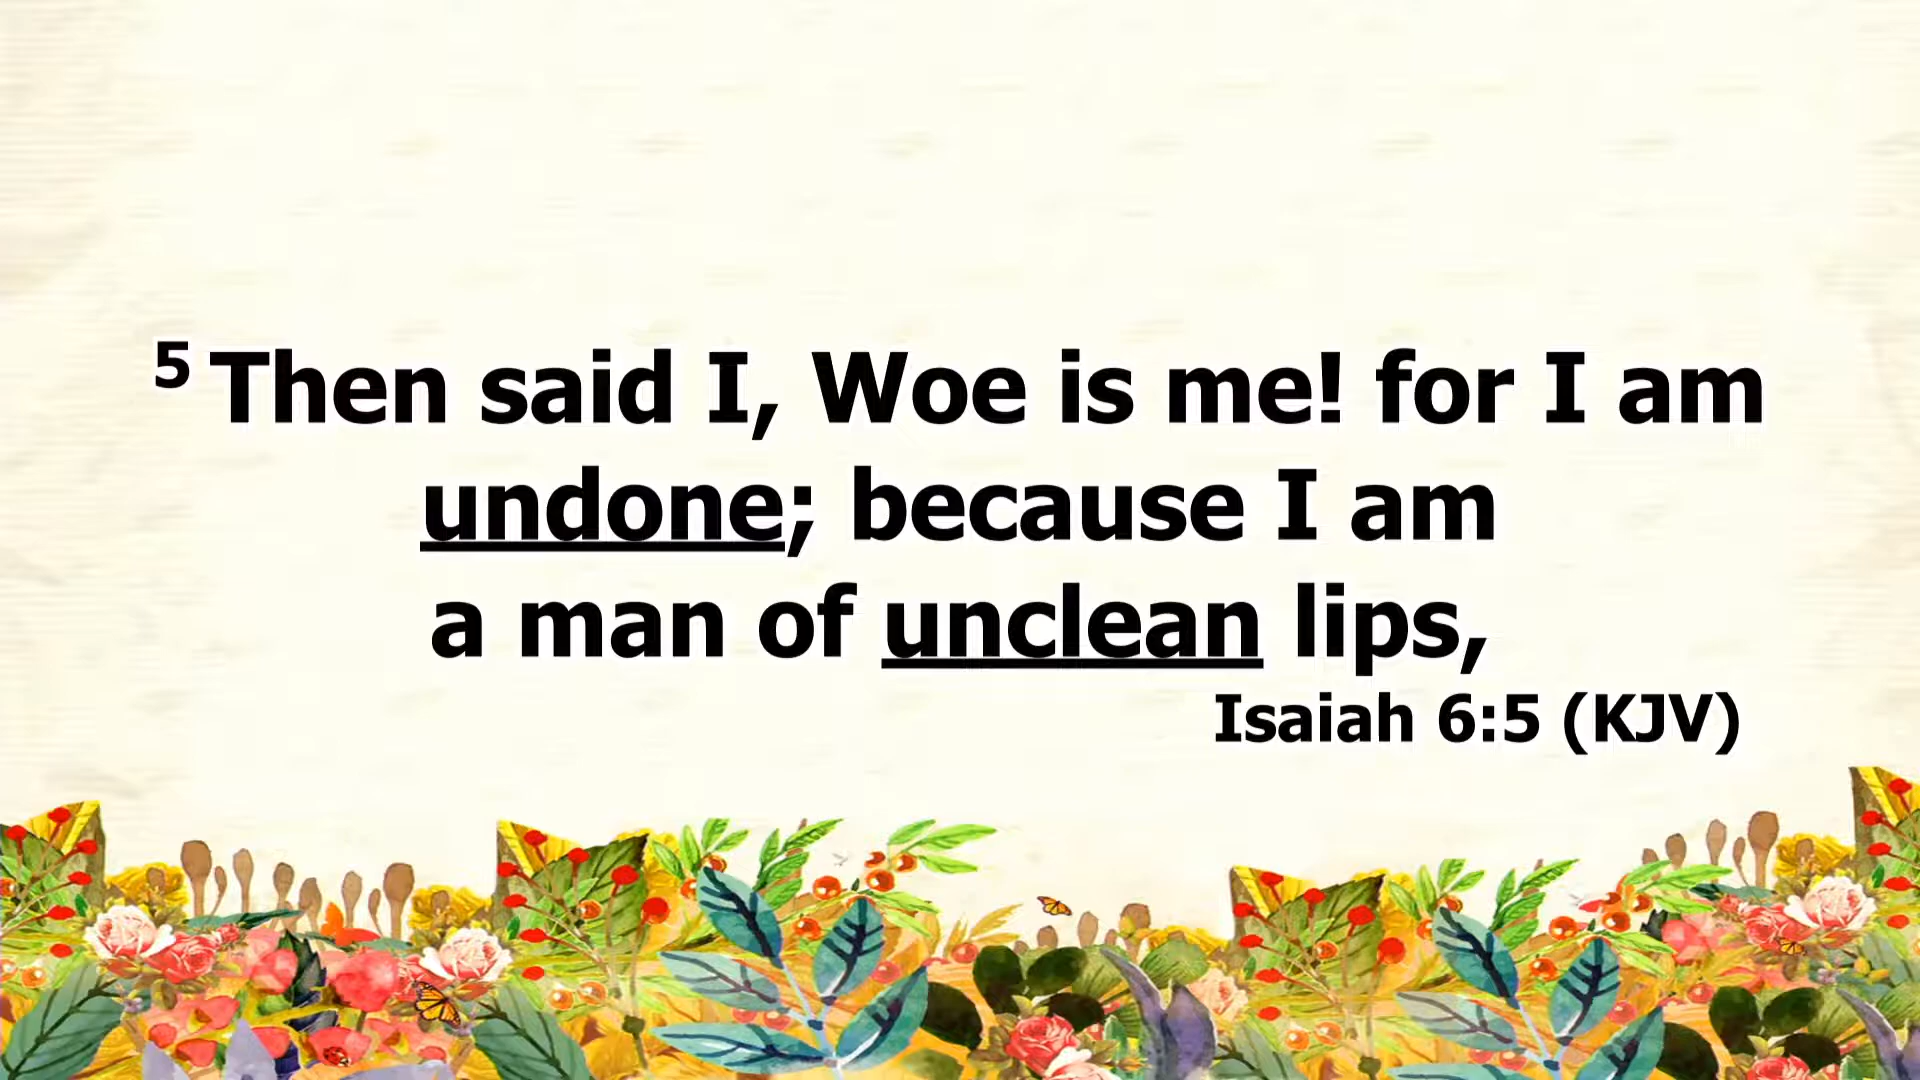 5 Then said I, Woe is me! for I am
undone; because I am
a man of unclean lips,
Isaiah 6:5 (KJV)